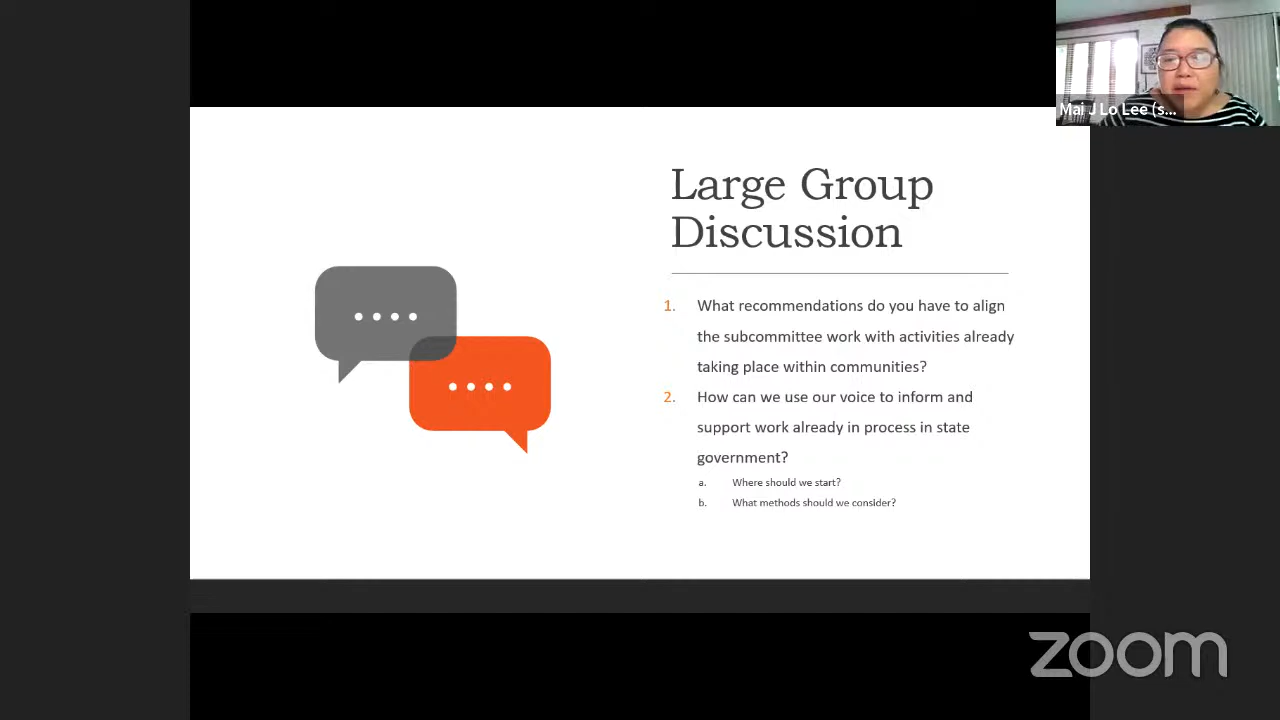 Mai J Lo Lee (s...
Large Group
Discussion
1. What recommendations do you have to align
the subcommittee work with activities already
taking place within communities?
2. How can we use our voice to inform and
support work already in process in state
government?
a. Where should we start?
b. What methods should we consider?
zoom